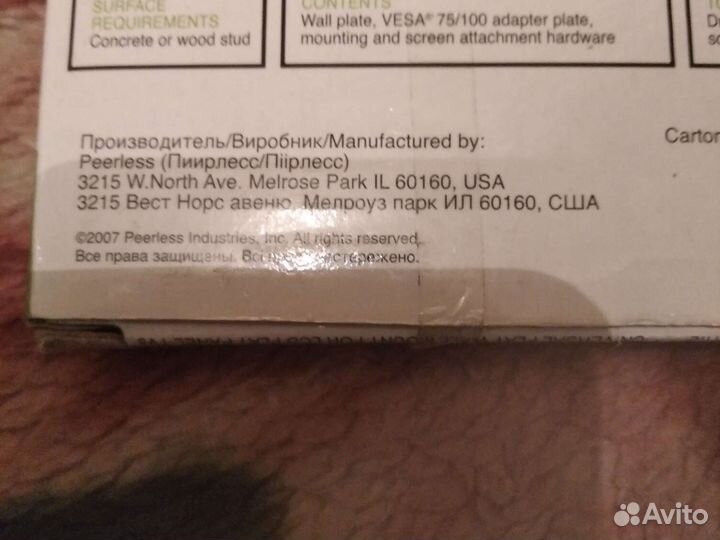 SURFACE
REQUIREMENTS
Concrete or wood stud
CONTENTS
Wall plate, VESA® 75/100 adapter plate,
mounting and screen attachment hardware
Производитель/Виробник/Manufactured by:
Peerless (Пиирлесс/Піірлесс)
3215 W.North Ave. Melrose Park IL 60160, USA
3215 Вест Норс авеню, Мелроуз парк ИЛ 60160, США
©2007 Peerless Industries, Inc. All rights reserved.
Все права защищены.
Carton
Avito